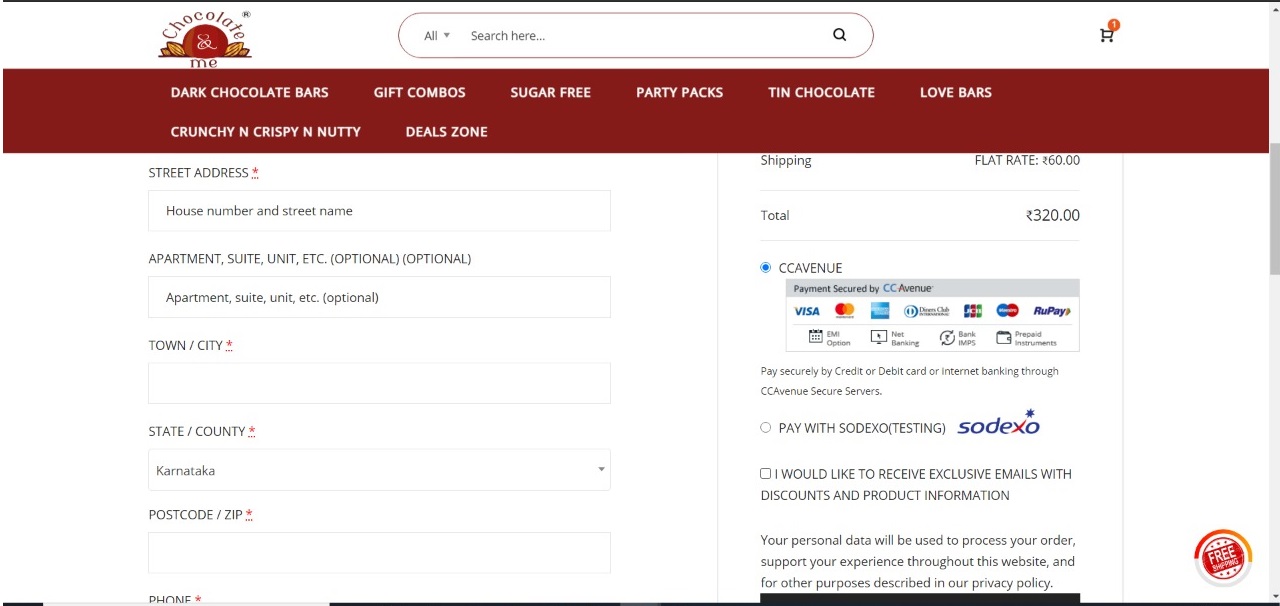 Chocolate ®
&
me
All
Search here...
1
DARK CHOCOLATE BARS
GIFT COMBOS
SUGAR FREE
PARTY PACKS
TIN CHOCOLATE
LOVE BARS
CRUNCHY N CRISPY N NUTTY
DEALS ZONE
STREET ADDRESS *
House number and street name
APARTMENT, SUITE, UNIT, ETC. (OPTIONAL) (OPTIONAL)
Apartment, suite, unit, etc. (optional)
TOWN / CITY *
STATE / COUNTY *
Karnataka
POSTCODE / ZIP *
PHONE *
Shipping FLAT RATE: ₹60.00
Total ₹320.00
CCAVENUE
Payment Secured by CCAvenue
VISA
Diners Club
INTERNATIONAL
JCB
RuPay
EMI
Option
Net
Banking
Bank
IMPS
Prepaid
Instruments
Pay securely by Credit or Debit card or internet banking through
CCAvenue Secure Servers.
PAY WITH SODEXO(TESTING) sodexo
I WOULD LIKE TO RECEIVE EXCLUSIVE EMAILS WITH
DISCOUNTS AND PRODUCT INFORMATION
Your personal data will be used to process your order,
support your experience throughout this website, and
for other purposes described in our privacy policy.
FREE
SHIPPING